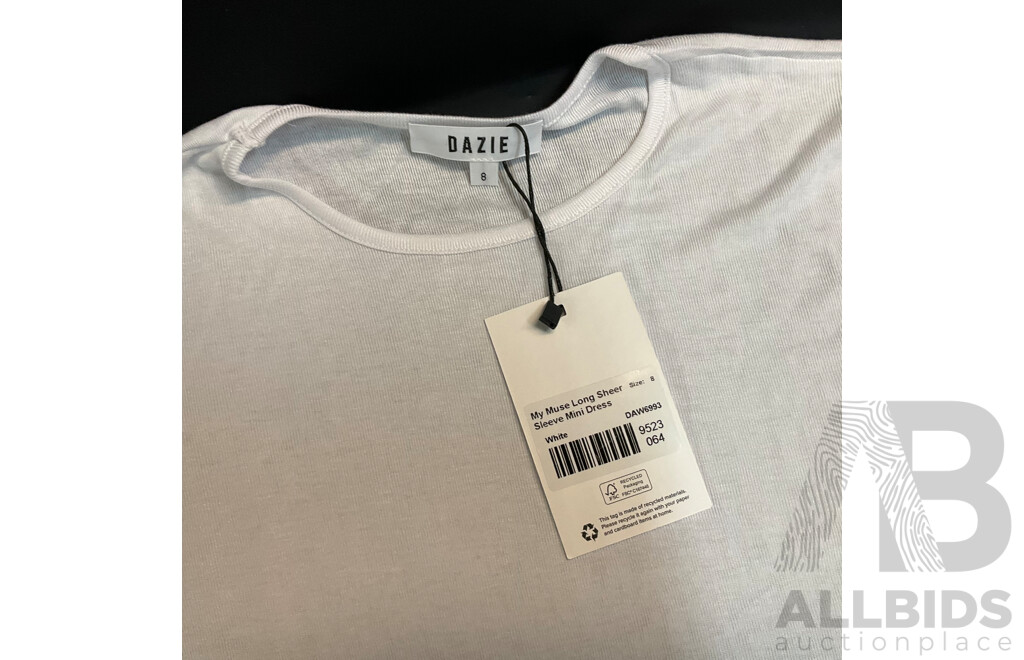 DAZIE
8
My Muse Long Sheer Size: 8
Sleeve Mini Dress
DAW6993
White
9523
064
RECYCLED
Packaging
FSC
This tag is made of recycled materials.
Please recycle it again with your paper
and cardboard items at home.
AB
ALLBIDS
auctionplace